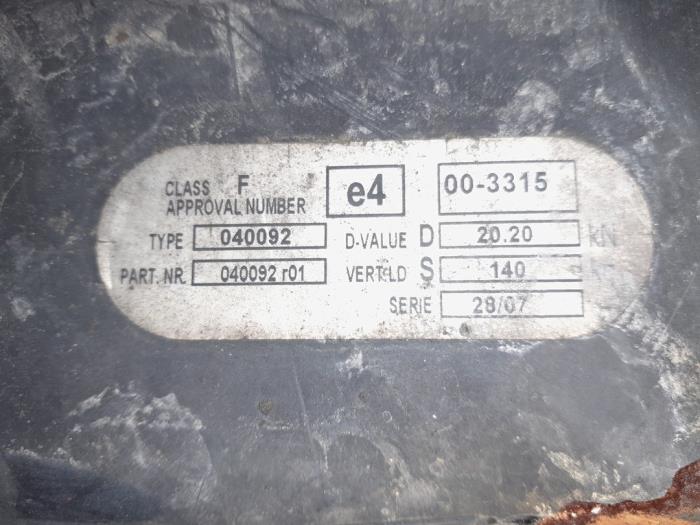 CLASS F
APPROVAL NUMBER e4 00-3315
TYPE 040092 D-VALUE D 20.20 kN
PART. NR. 040092 r01 VERT-LD S 140
SERIE 28/07